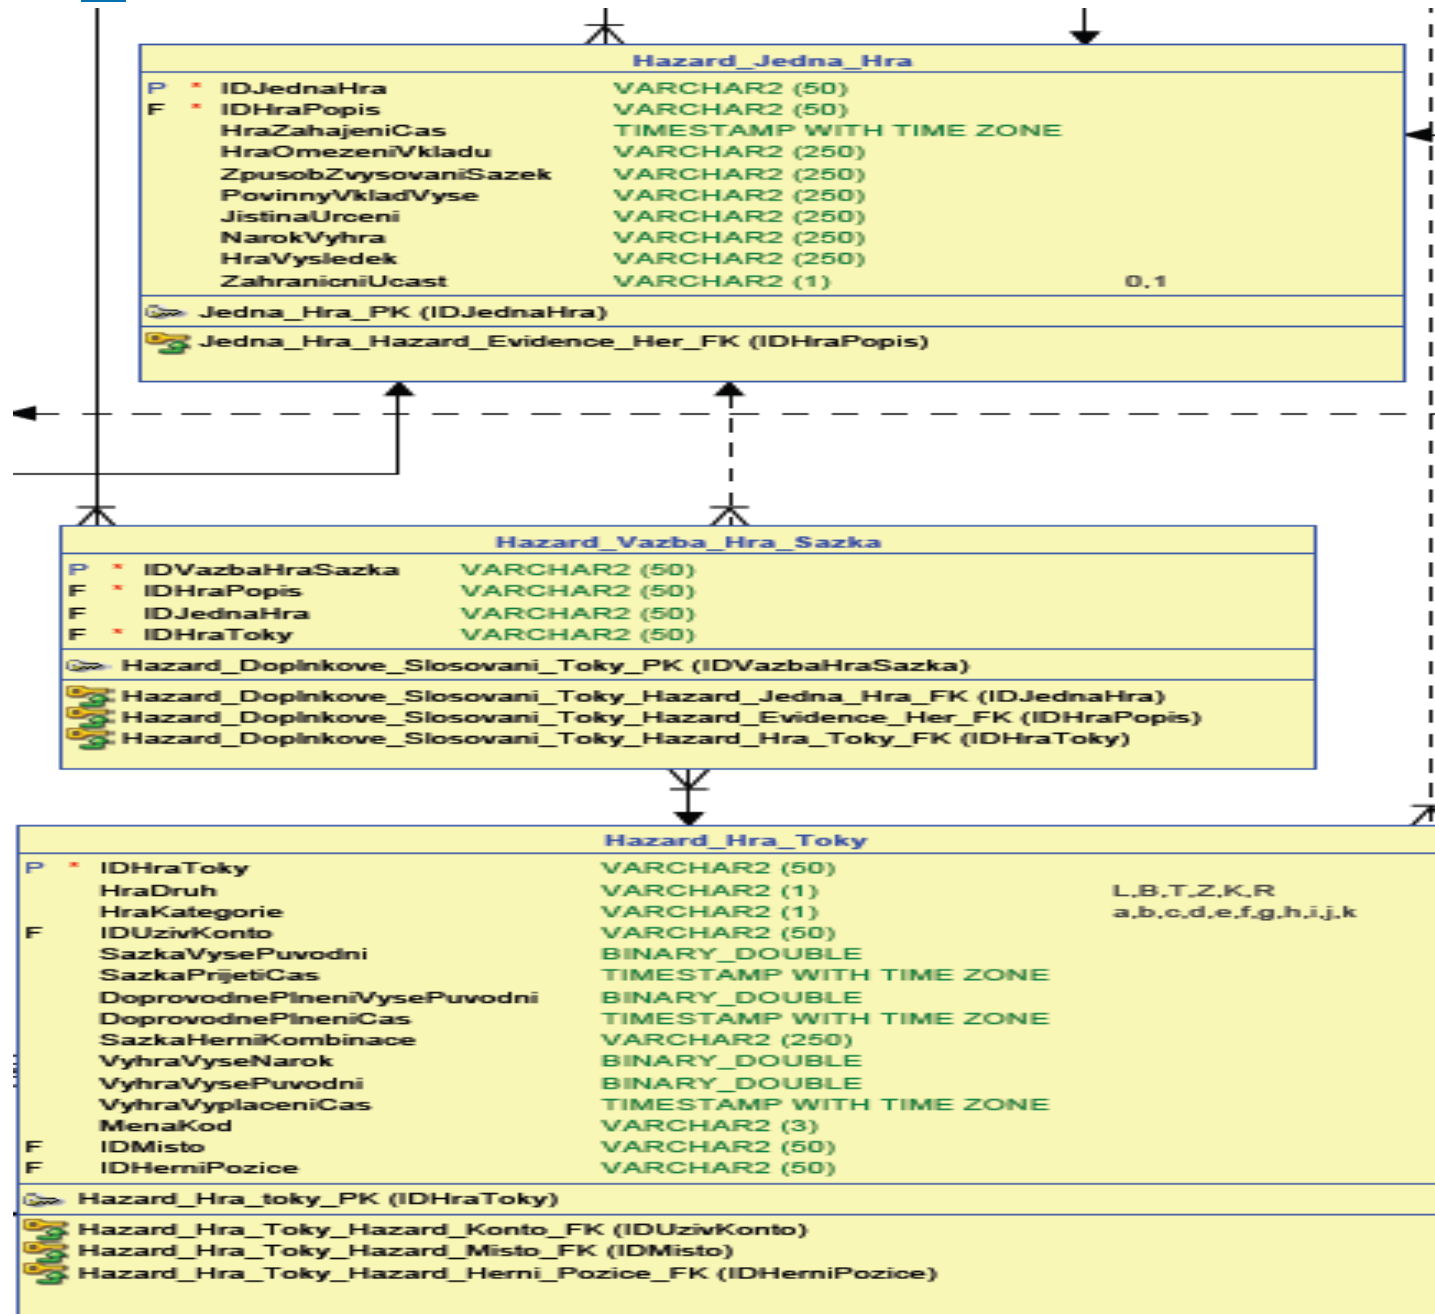 Hazard_Jedna_Hra
P * IDJednaHra VARCHAR2 (50)
F * IDHraPopis VARCHAR2 (50)
HraZahajeniCas TIMESTAMP WITH TIME ZONE
HraOmezeniVkladu VARCHAR2 (250)
ZpusobZvysovaniSazek VARCHAR2 (250)
PovinnyVkladVyse VARCHAR2 (250)
JistinaUrceni VARCHAR2 (250)
NarokVyhra VARCHAR2 (250)
HraVysledek VARCHAR2 (250)
ZahranicniUcast VARCHAR2 (1) 0,1
Jedna_Hra_PK (IDJednaHra)
Jedna_Hra_Hazard_Evidence_Her_FK (IDHraPopis)
Hazard_Vazba_Hra_Sazka
P * IDVazbaHraSazka VARCHAR2 (50)
F * IDHraPopis VARCHAR2 (50)
F IDJednaHra VARCHAR2 (50)
F * IDHraToky VARCHAR2 (50)
Hazard_Doplnkove_Slosovani_Toky_PK (IDVazbaHraSazka)
Hazard_Doplnkove_Slosovani_Toky_Hazard_Jedna_Hra_FK (IDJednaHra)
Hazard_Doplnkove_Slosovani_Toky_Hazard_Evidence_Her_FK (IDHraPopis)
Hazard_Doplnkove_Slosovani_Toky_Hazard_Hra_Toky_FK (IDHraToky)
Hazard_Hra_Toky
P * IDHraToky VARCHAR2 (50)
HraDruh VARCHAR2 (1) L,B,T,Z,K,R
HraKategorie VARCHAR2 (1) a,b,c,d,e,f,g,h,i,j,k
F IDUzivKonto VARCHAR2 (50)
SazkaVysePuvodni BINARY_DOUBLE
SazkaPrijetiCas TIMESTAMP WITH TIME ZONE
DoprovodnePlneniVysePuvodni BINARY_DOUBLE
DoprovodnePlneniCas TIMESTAMP WITH TIME ZONE
SazkaHerniKombinace VARCHAR2 (250)
VyhraVyseNarok BINARY_DOUBLE
VyhraVysePuvodni BINARY_DOUBLE
VyhraVyplaceniCas TIMESTAMP WITH TIME ZONE
MenaKod VARCHAR2 (3)
F IDMisto VARCHAR2 (50)
F IDHerniPozice VARCHAR2 (50)
Hazard_Hra_toky_PK (IDHraToky)
Hazard_Hra_Toky_Hazard_Konto_FK (IDUzivKonto)
Hazard_Hra_Toky_Hazard_Misto_FK (IDMisto)
Hazard_Hra_Toky_Hazard_Herni_Pozice_FK (IDHerniPozice)